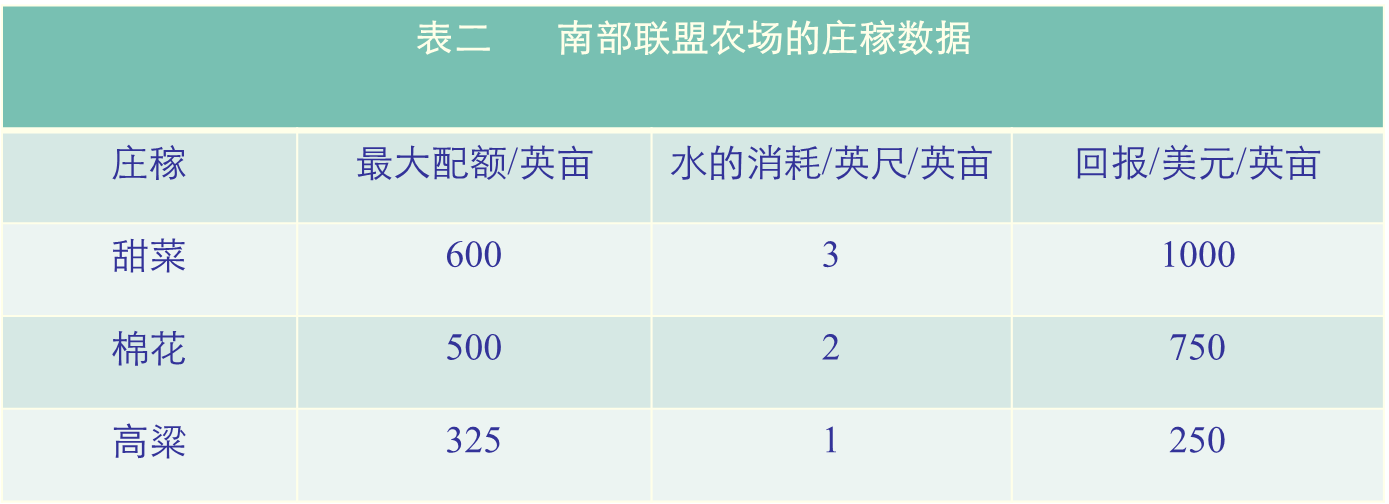 表二 南部联盟农场的庄稼数据
庄稼 最大配额/英亩 水的消耗/英尺/英亩 回报/美元/英亩
甜菜 600 3 1000
棉花 500 2 750
高粱 325 1 250